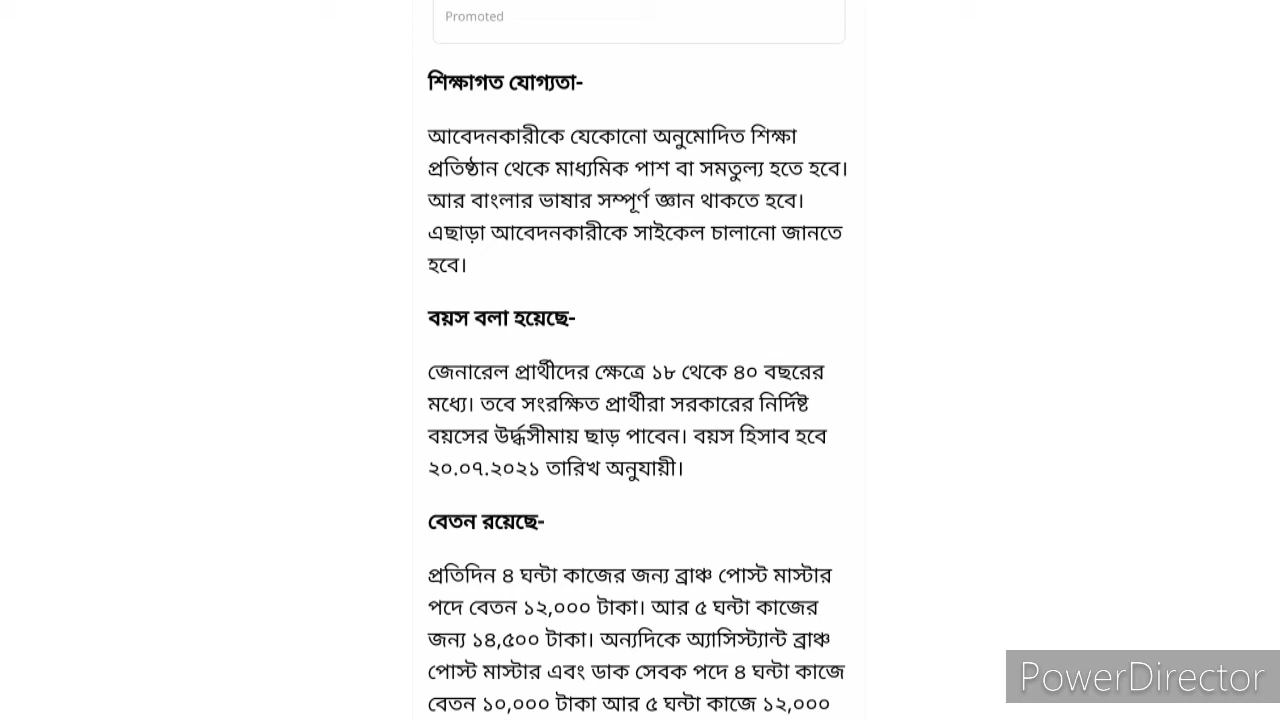 Promoted
শিক্ষাগত যোগ্যতা-
আবেদনকারীকে যেকোনো অনুমোদিত শিক্ষা
প্রতিষ্ঠান থেকে মাধ্যমিক পাশ বা সমতুল্য হতে হবে।
আর বাংলার ভাষার সম্পূর্ণ জ্ঞান থাকতে হবে।
এছাড়া আবেদনকারীকে সাইকেল চালানো জানতে
হবে।
বয়স বলা হয়েছে-
জেনারেল প্রার্থীদের ক্ষেত্রে ১৮ থেকে ৪০ বছরের
মধ্যে। তবে সংরক্ষিত প্রার্থীরা সরকারের নির্দিষ্ট
বয়সের উর্দ্ধসীমায় ছাড় পাবেন। বয়স হিসাব হবে
২০.০৭.২০২১ তারিখ অনুযায়ী।
বেতন রয়েছে-
প্রতিদিন ৪ ঘন্টা কাজের জন্য ব্রাঞ্চ পোস্ট মাস্টার
পদে বেতন ১২,০০০ টাকা। আর ৫ ঘন্টা কাজের
জন্য ১৪,৫০০ টাকা। অন্যদিকে অ্যাসিস্ট্যান্ট ব্রাঞ্চ
পোস্ট মাস্টার এবং ডাক সেবক পদে ৪ ঘন্টা কাজে
বেতন ১০,০০০ টাকা আর ৫ ঘন্টা কাজে ১২,০০০
PowerDirector